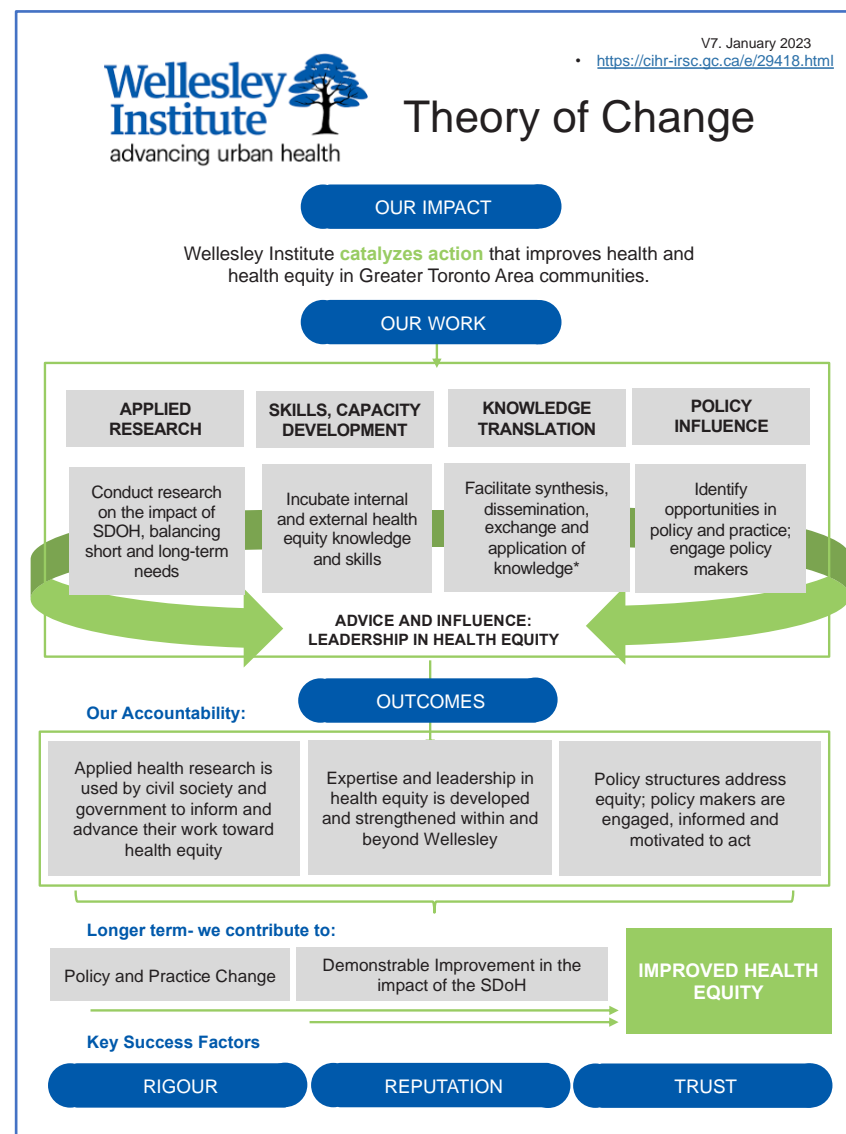 V7. January 2023
• https://cihr-irsc.gc.ca/e/29418.html
Wellesley
Institute
advancing urban health
Theory of Change
OUR IMPACT
Wellesley Institute catalyzes action that improves health and
health equity in Greater Toronto Area communities.
OUR WORK
APPLIED
RESEARCH
SKILLS, CAPACITY
DEVELOPMENT
KNOWLEDGE
TRANSLATION
POLICY
INFLUENCE
Conduct research
on the impact of
SDOH, balancing
short and long-term
needs
Incubate internal
and external health
equity knowledge
and skills
Facilitate synthesis,
dissemination,
exchange and
application of
knowledge*
Identify
opportunities in
policy and practice;
engage policy
makers
ADVICE AND INFLUENCE:
LEADERSHIP IN HEALTH EQUITY
OUTCOMES
Our Accountability:
Applied health research is
used by civil society and
government to inform and
advance their work toward
health equity
Expertise and leadership in
health equity is developed
and strengthened within and
beyond Wellesley
Policy structures address
equity; policy makers are
engaged, informed and
motivated to act
Longer term- we contribute to:
Policy and Practice Change
Demonstrable Improvement in the
impact of the SDoH
IMPROVED HEALTH
EQUITY
Key Success Factors
RIGOUR
REPUTATION
TRUST